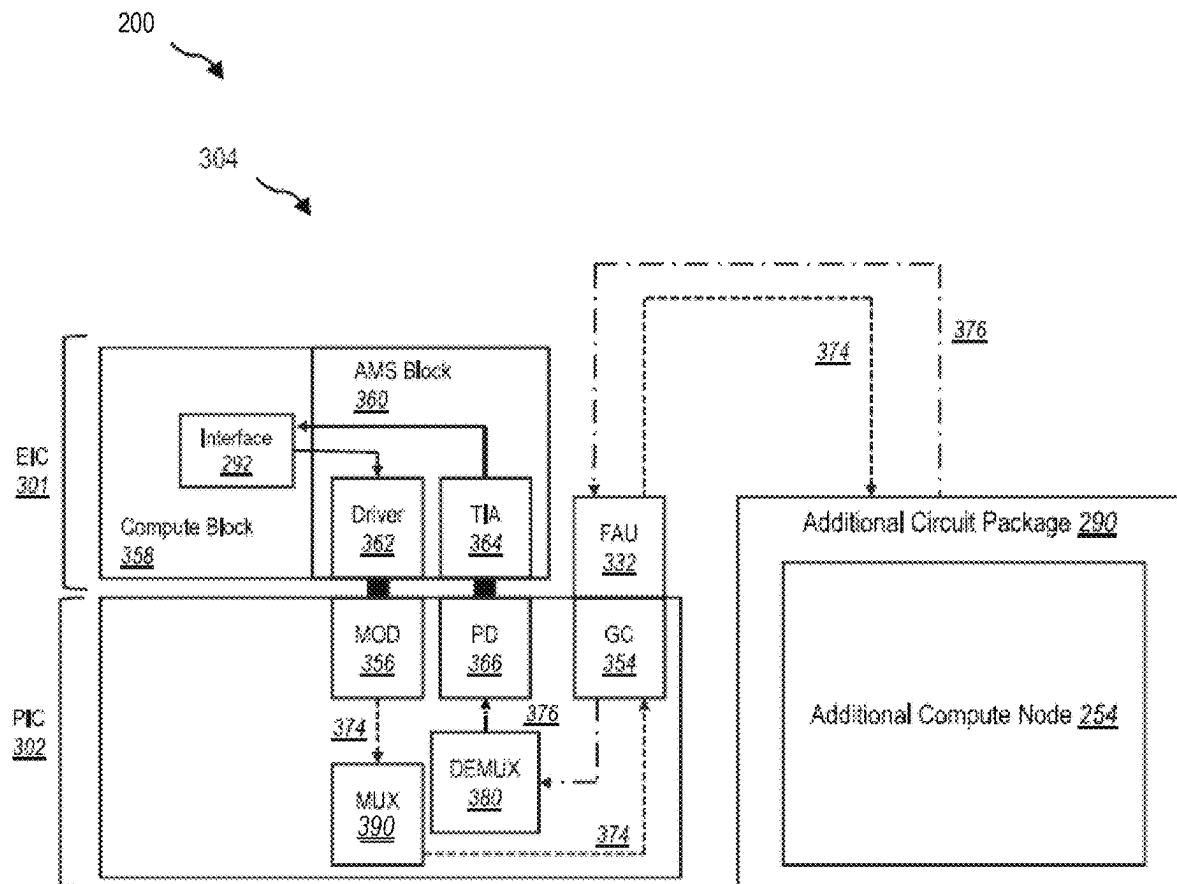 200
304
376
374
AMS Block
360
Interface
292
EIC
301
Compute Block
358
Driver
362
TIA
364
FAU
332
Additional Circuit Package 290
MOD
356
PD
366
GC
354
Additional Compute Node 254
PIC
302
374
376
DEMUX
380
MUX
390
374